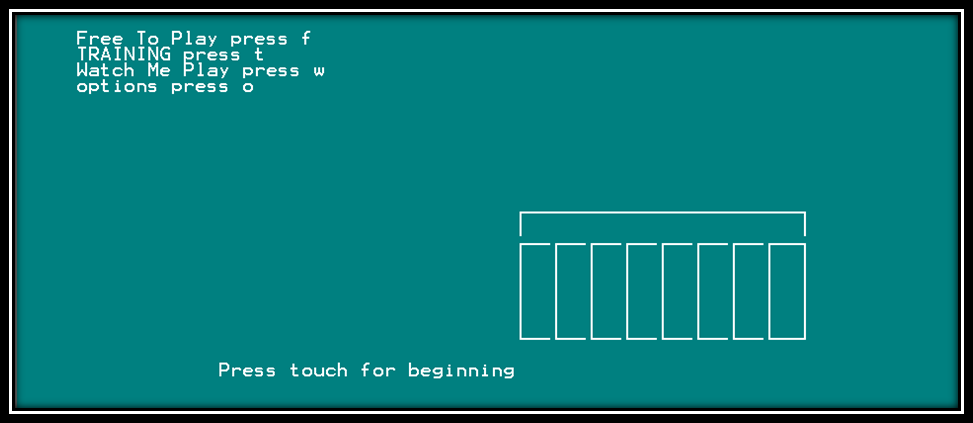 Free To Play press f
TRAINING press t
Watch Me Play press w
options press o
Press touch for beginning